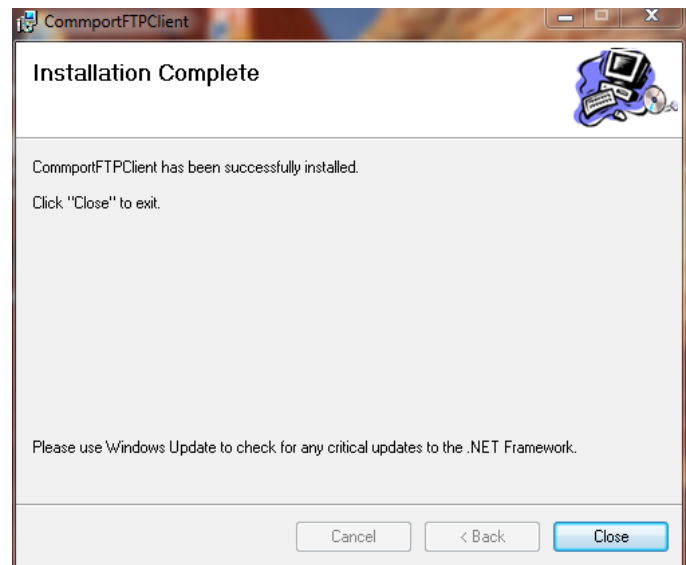 CommportFTPClient
Installation Complete
CommportFTPClient has been successfully installed.
Click "Close" to exit.
Please use Windows Update to check for any critical updates to the .NET Framework.
Cancel
< Back
Close